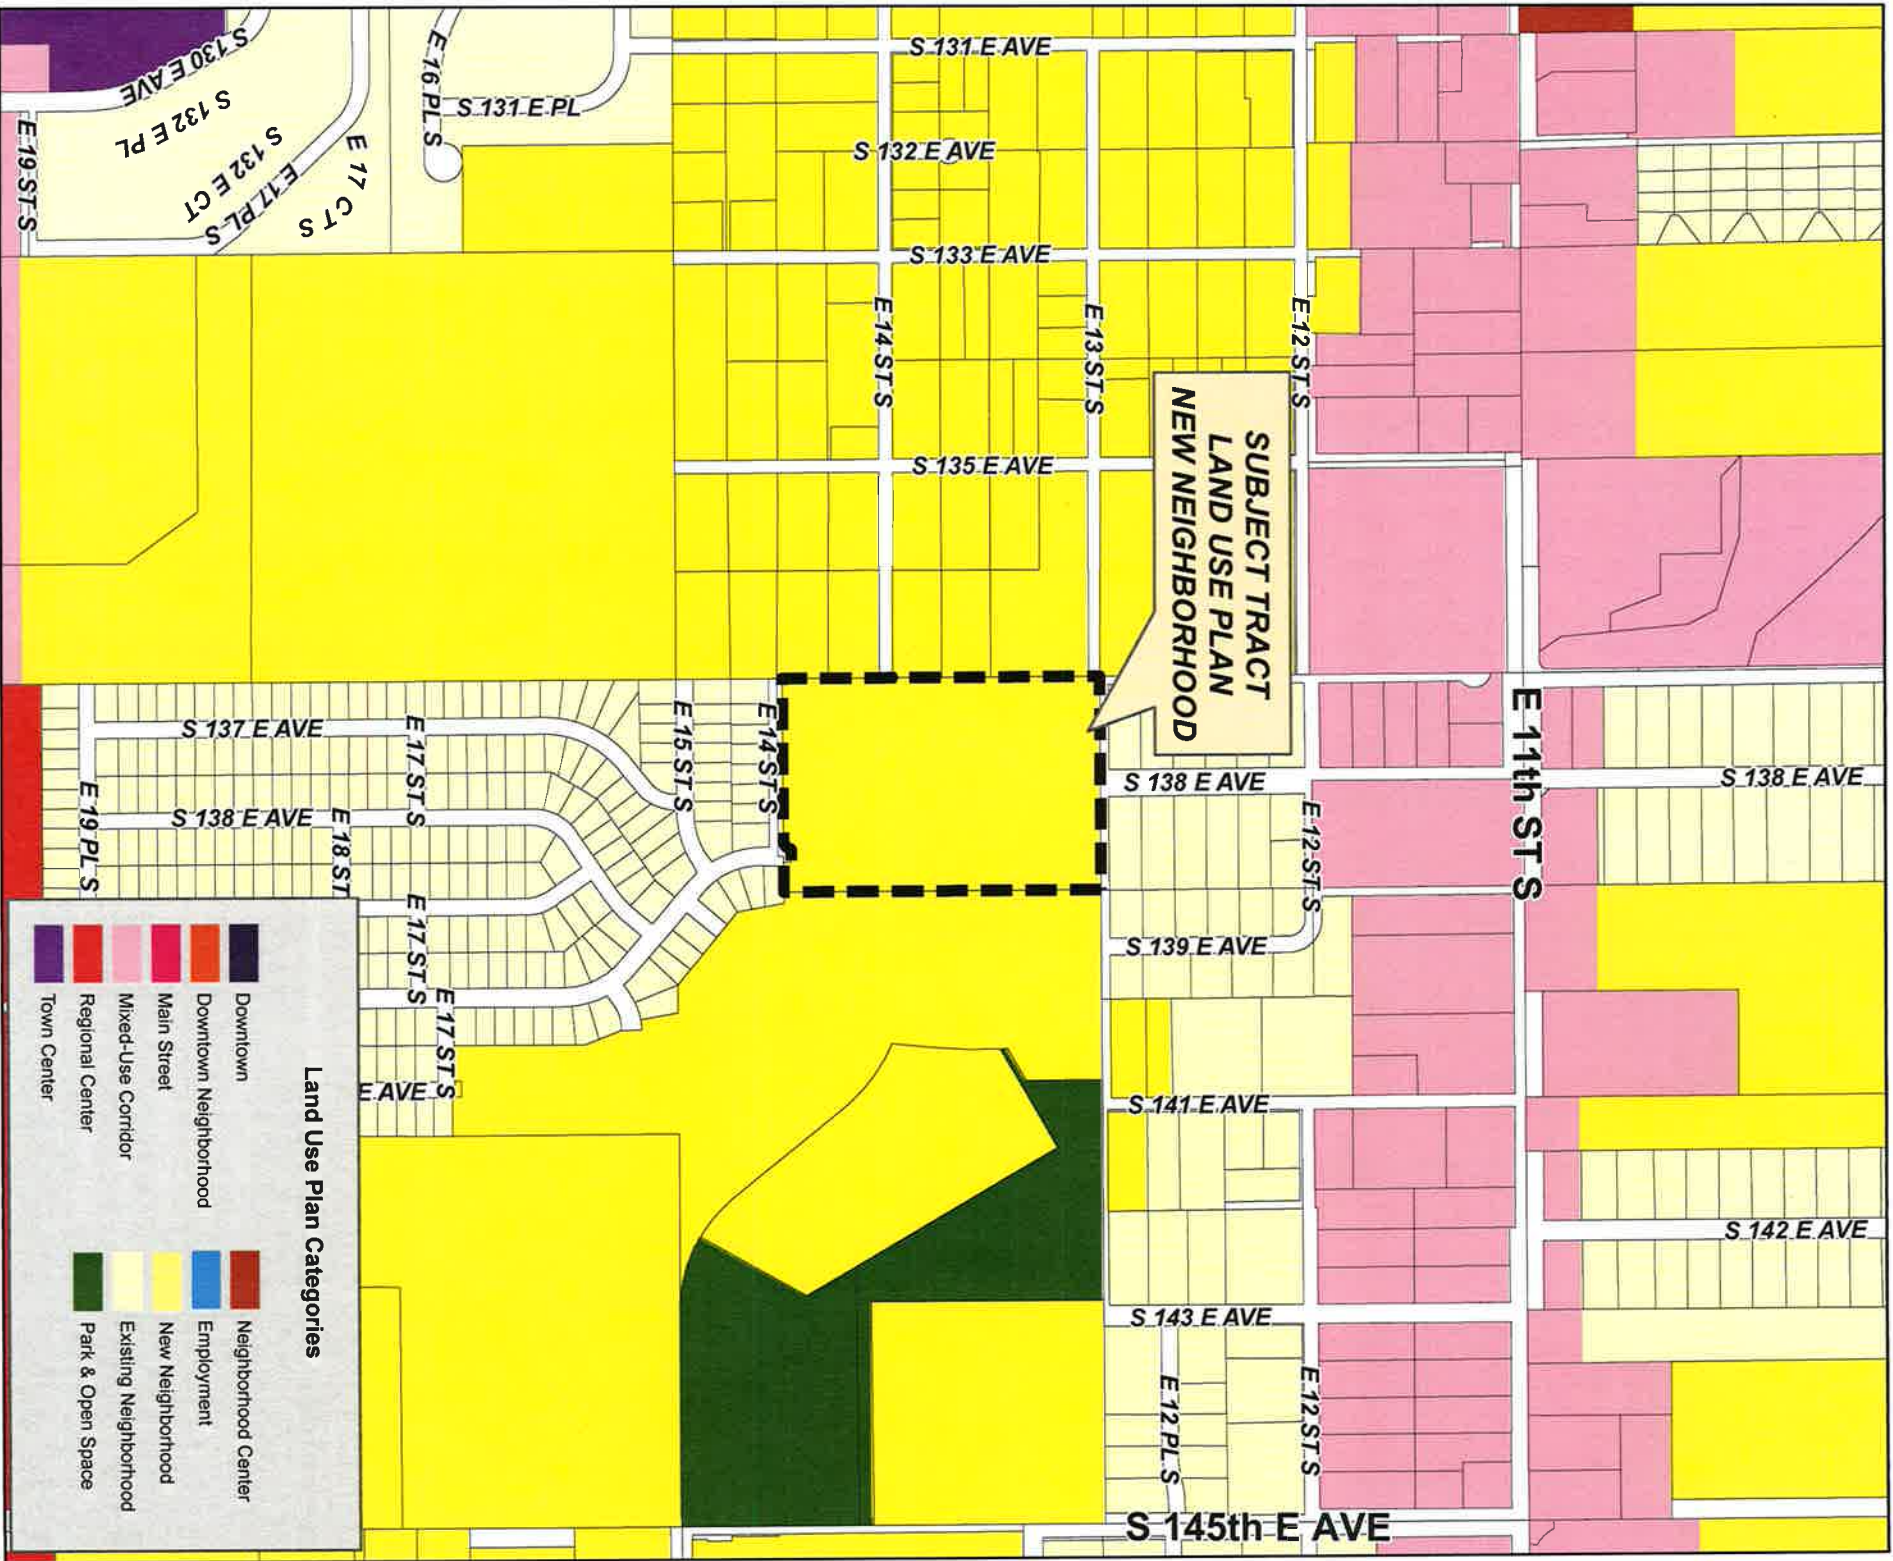 S 131 E AVE
S 130 E AVE
E 16 PL S
S 131 E PL
S 132 E PL
E 19 ST S
S 132 E CT
E 17 PL S
E 17 CT S
S 132 E AVE
S 133 E AVE
E 14 ST S
E 13 ST S
E 12 ST S
S 135 E AVE
SUBJECT TRACT
LAND USE PLAN
NEW NEIGHBORHOOD
E 11th ST S
S 137 E AVE
E 17 ST S
E 15 ST S
E 14 ST S
S 138 E AVE
S 138 E AVE
S 138 E AVE
E 19 PL S
E 18 ST
E 12 ST S
E 17 ST S
S 139 E AVE
E 17 ST S
E AVE
S 141 E AVE
S 142 E AVE
S 143 E AVE
E 12 PL S
E 12 ST S
S 145th E AVE
Land Use Plan Categories
Downtown
Downtown Neighborhood
Main Street
Mixed-Use Corridor
Regional Center
Town Center
Neighborhood Center
Employment
New Neighborhood
Existing Neighborhood
Park & Open Space